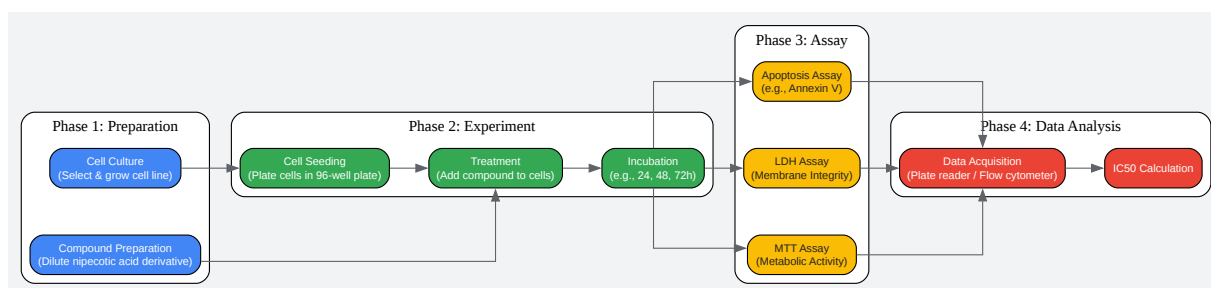 Phase 1: Preparation
Cell Culture
(Select & grow cell line)
Compound Preparation
(Dilute nipecotic acid derivative)
Phase 2: Experiment
Cell Seeding
(Plate cells in 96-well plate)
Treatment
(Add compound to cells)
Incubation
(e.g., 24, 48, 72h)
Phase 3: Assay
Apoptosis Assay
(e.g., Annexin V)
LDH Assay
(Membrane Integrity)
MTT Assay
(Metabolic Activity)
Phase 4: Data Analysis
Data Acquisition
(Plate reader / Flow cytometer)
IC50 Calculation